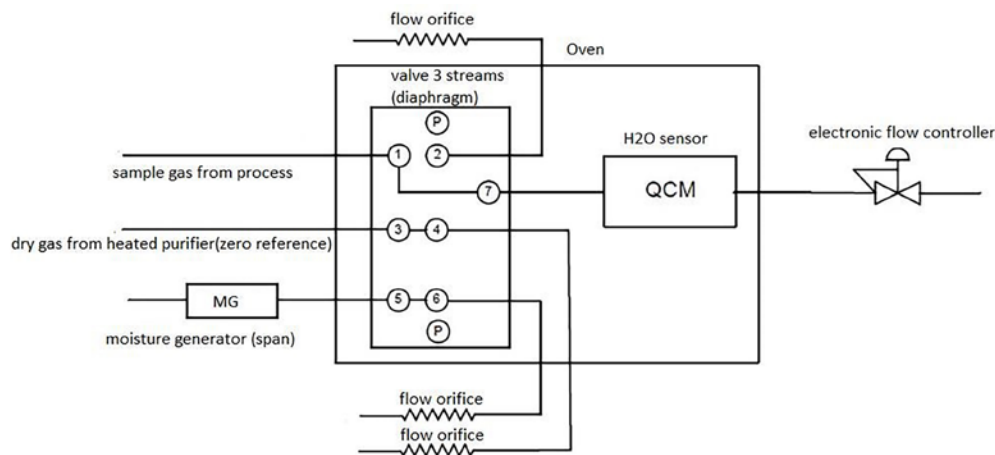 flow orifice
Oven
valve 3 streams
(diaphragm)
P
H2O sensor
electronic flow controller
1
2
sample gas from process
7
QCM
3
4
dry gas from heated purifier(zero reference)
MG
5
6
moisture generator (span)
P
flow orifice
flow orifice